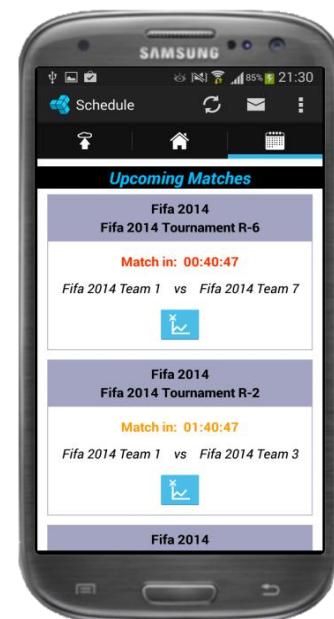 SAMSUNG
85% 21:30
Schedule
Upcoming Matches
Fifa 2014
Fifa 2014 Tournament R-6
Match in: 00:40:47
Fifa 2014 Team 1 vs Fifa 2014 Team 7
Fifa 2014
Fifa 2014 Tournament R-2
Match in: 01:40:47
Fifa 2014 Team 1 vs Fifa 2014 Team 3
Fifa 2014